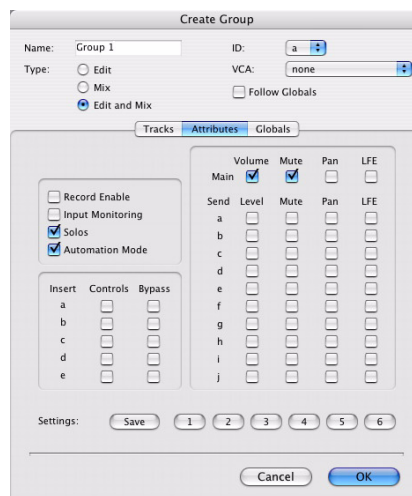 Create Group
Name: Group 1 ID: a
Type: Edit VCA: none
Mix Follow Globals
Edit and Mix
Tracks Attributes Globals
Volume Mute Pan LFE
Main
Record Enable
Input Monitoring
Solos
Automation Mode
Send Level Mute Pan LFE
a
b
c
d
e
f
g
h
i
j
Insert Controls Bypass
a
b
c
d
e
Settings: Save 1 2 3 4 5 6
Cancel OK